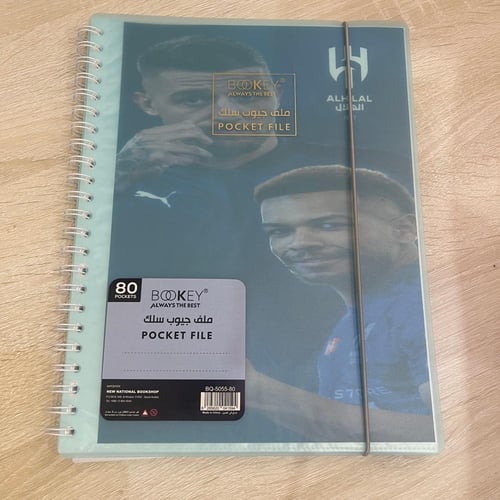 BOOKEY®
ALWAYS THE BEST
ملف جيوب سلك
POCKET FILE
ALHILAL
الهلال
80
POCKETS
BOOKEY®
ALWAYS THE BEST
ملف جيوب سلك
POCKET FILE
NEW NATIONAL BOOKSHOP
BQ-5055-80
STORE